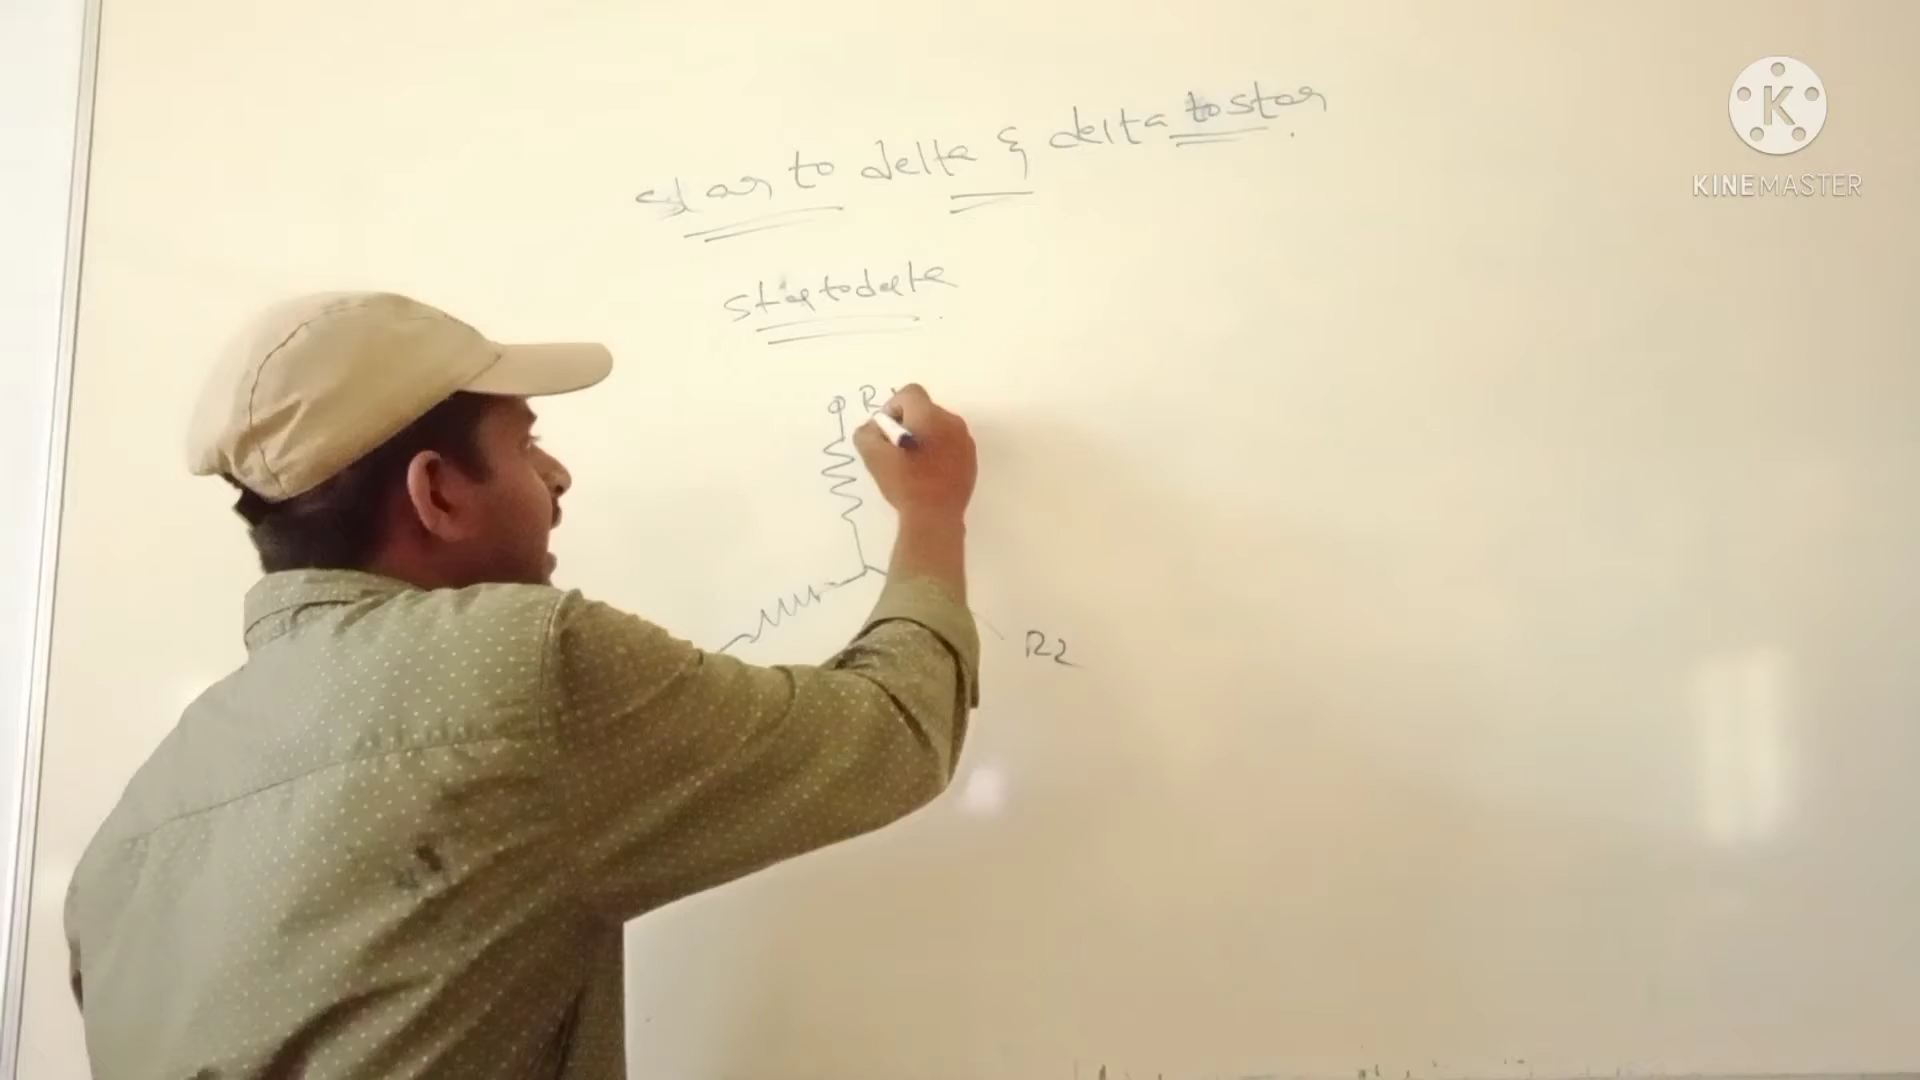 star to delta & delta to star
star to delta
R1
R2
KINEMASTER